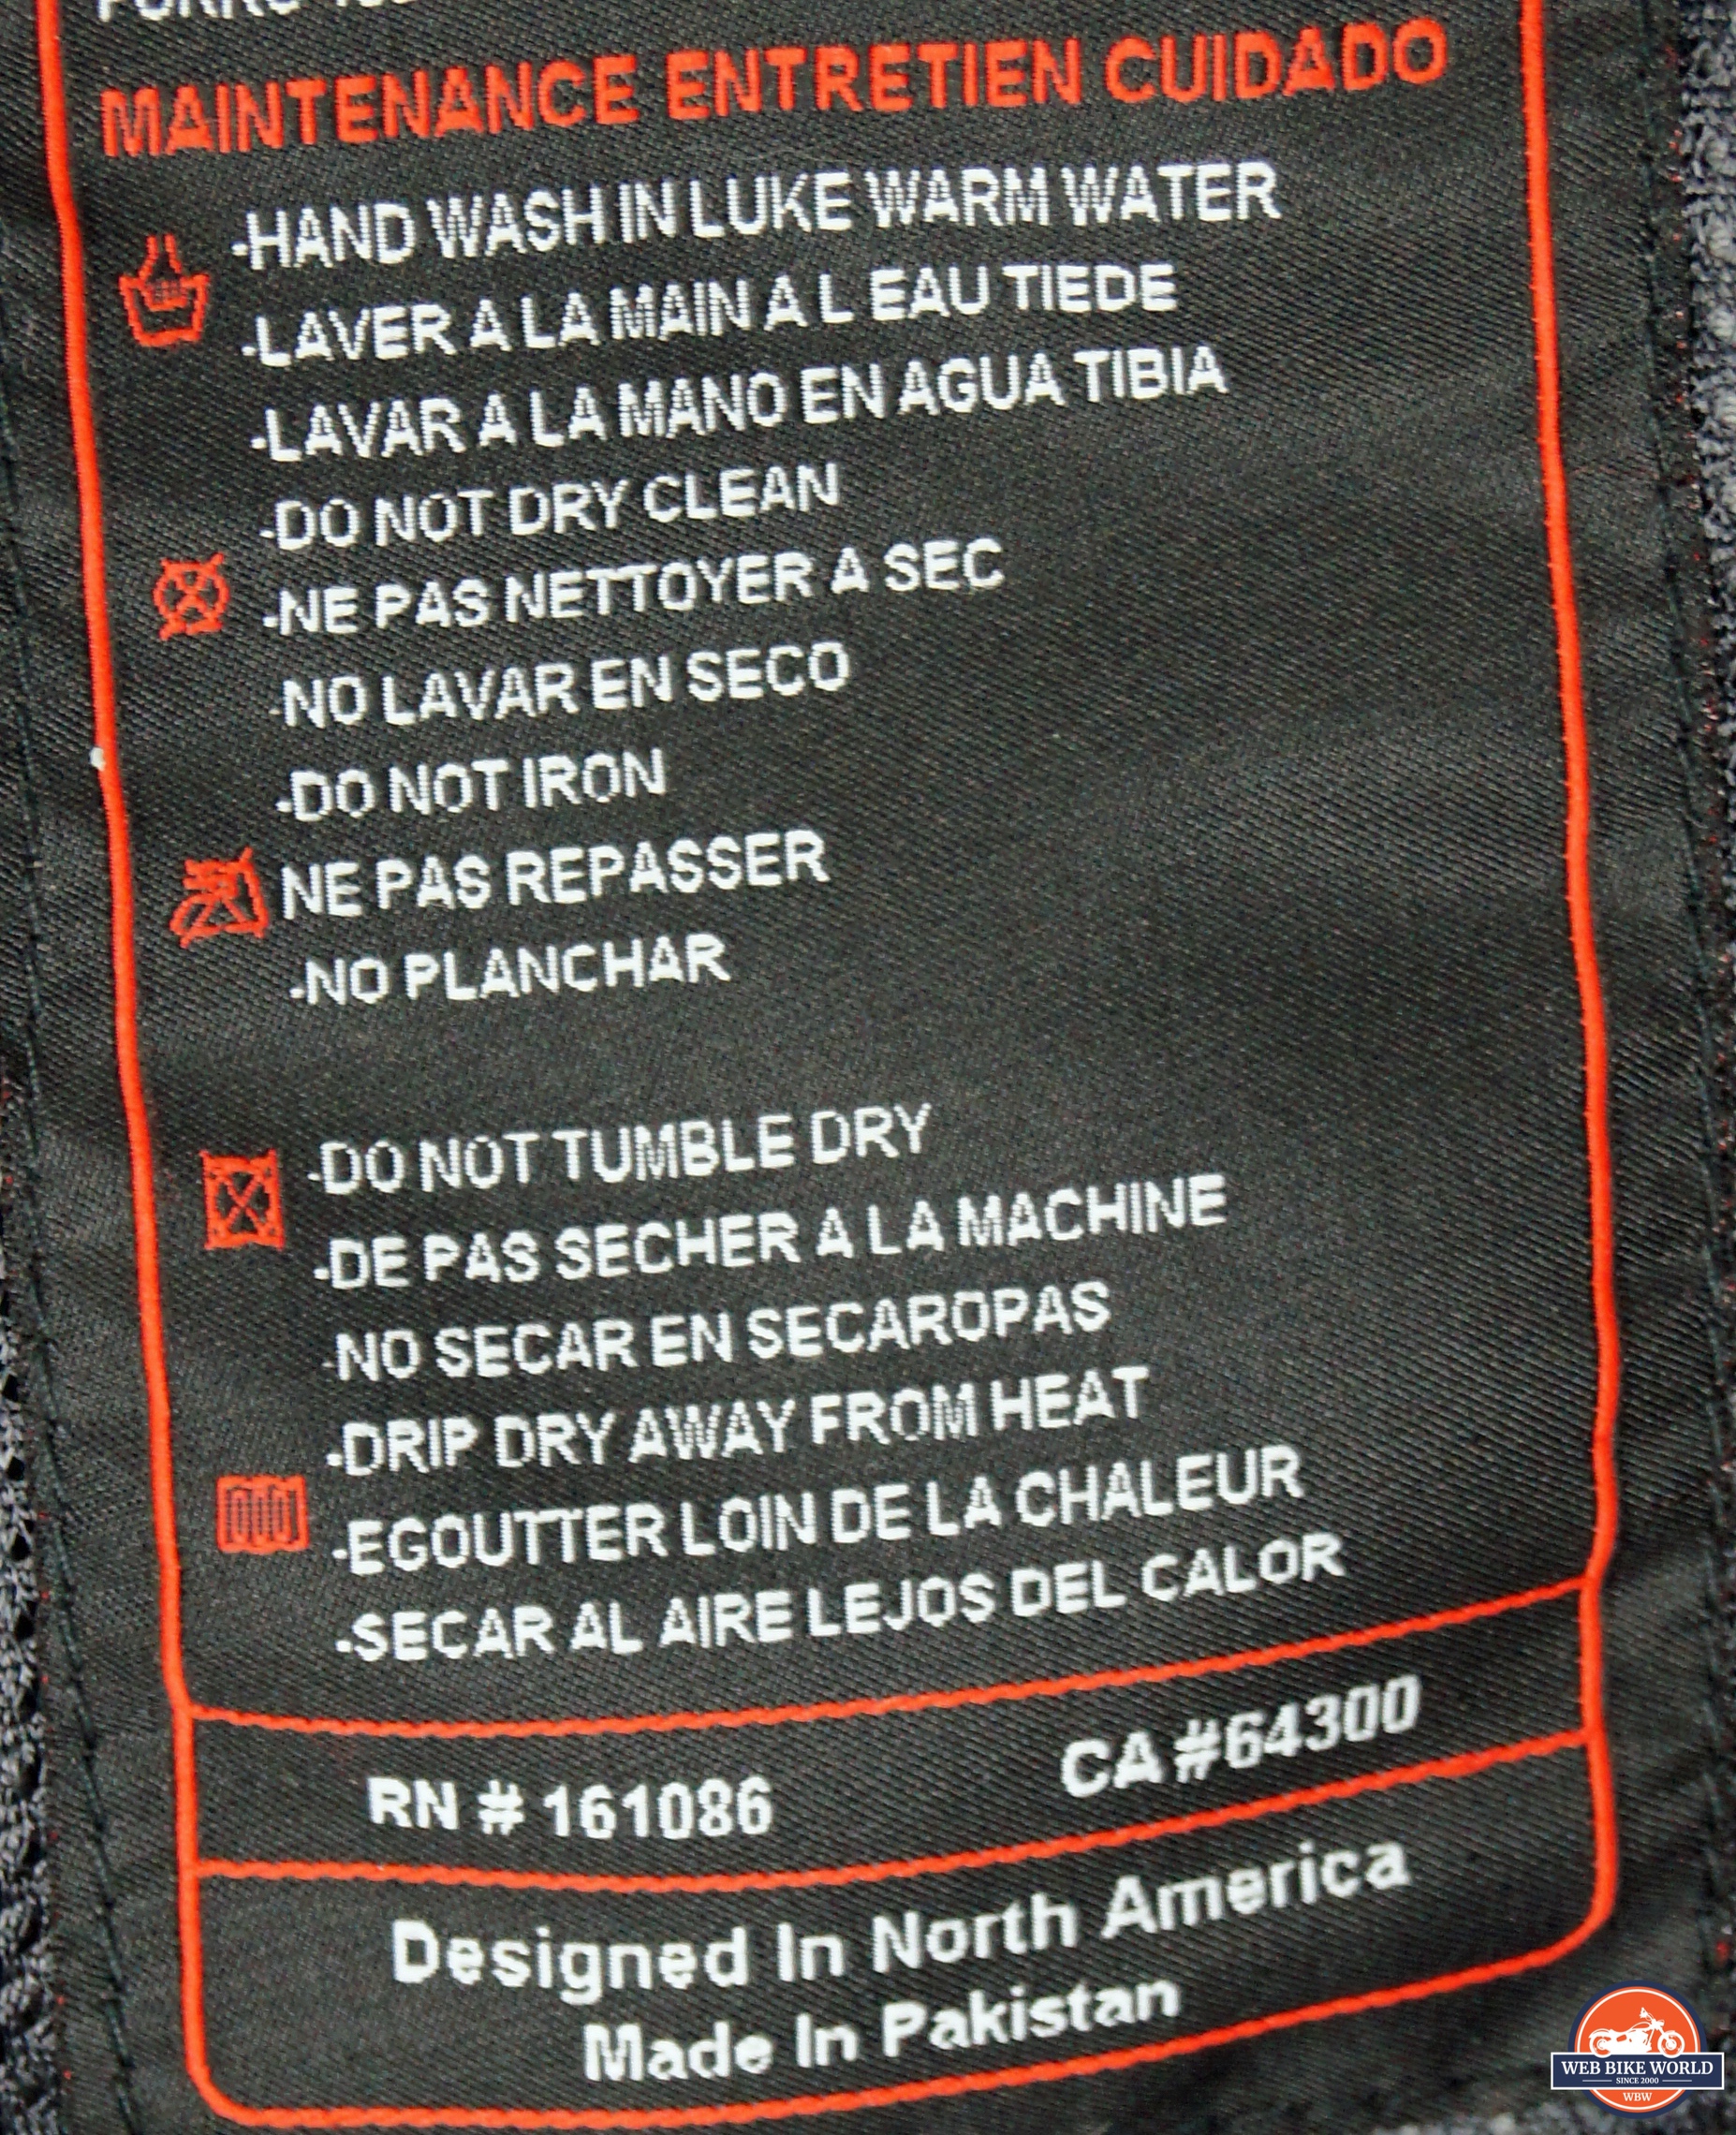 MAINTENANCE ENTRETIEN CUIDADO
-HAND WASH IN LUKE WARM WATER
-LAVER A LA MAIN A L EAU TIEDE
-LAVAR A LA MANO EN AGUA TIBIA
-DO NOT DRY CLEAN
-NE PAS NETTOYER A SEC
-NO LAVAR EN SECO
-DO NOT IRON
NE PAS REPASSER
-NO PLANCHAR
-DO NOT TUMBLE DRY
-DE PAS SECHER A LA MACHINE
-NO SECAR EN SECAROPAS
-DRIP DRY AWAY FROM HEAT
-EGOUTTER LOIN DE LA CHALEUR
-SECAR AL AIRE LEJOS DEL CALOR
RN # 161086 CA #64300
Designed In North America
Made In Pakistan
WEB BIKE WORLD
SINCE 2000
WBW